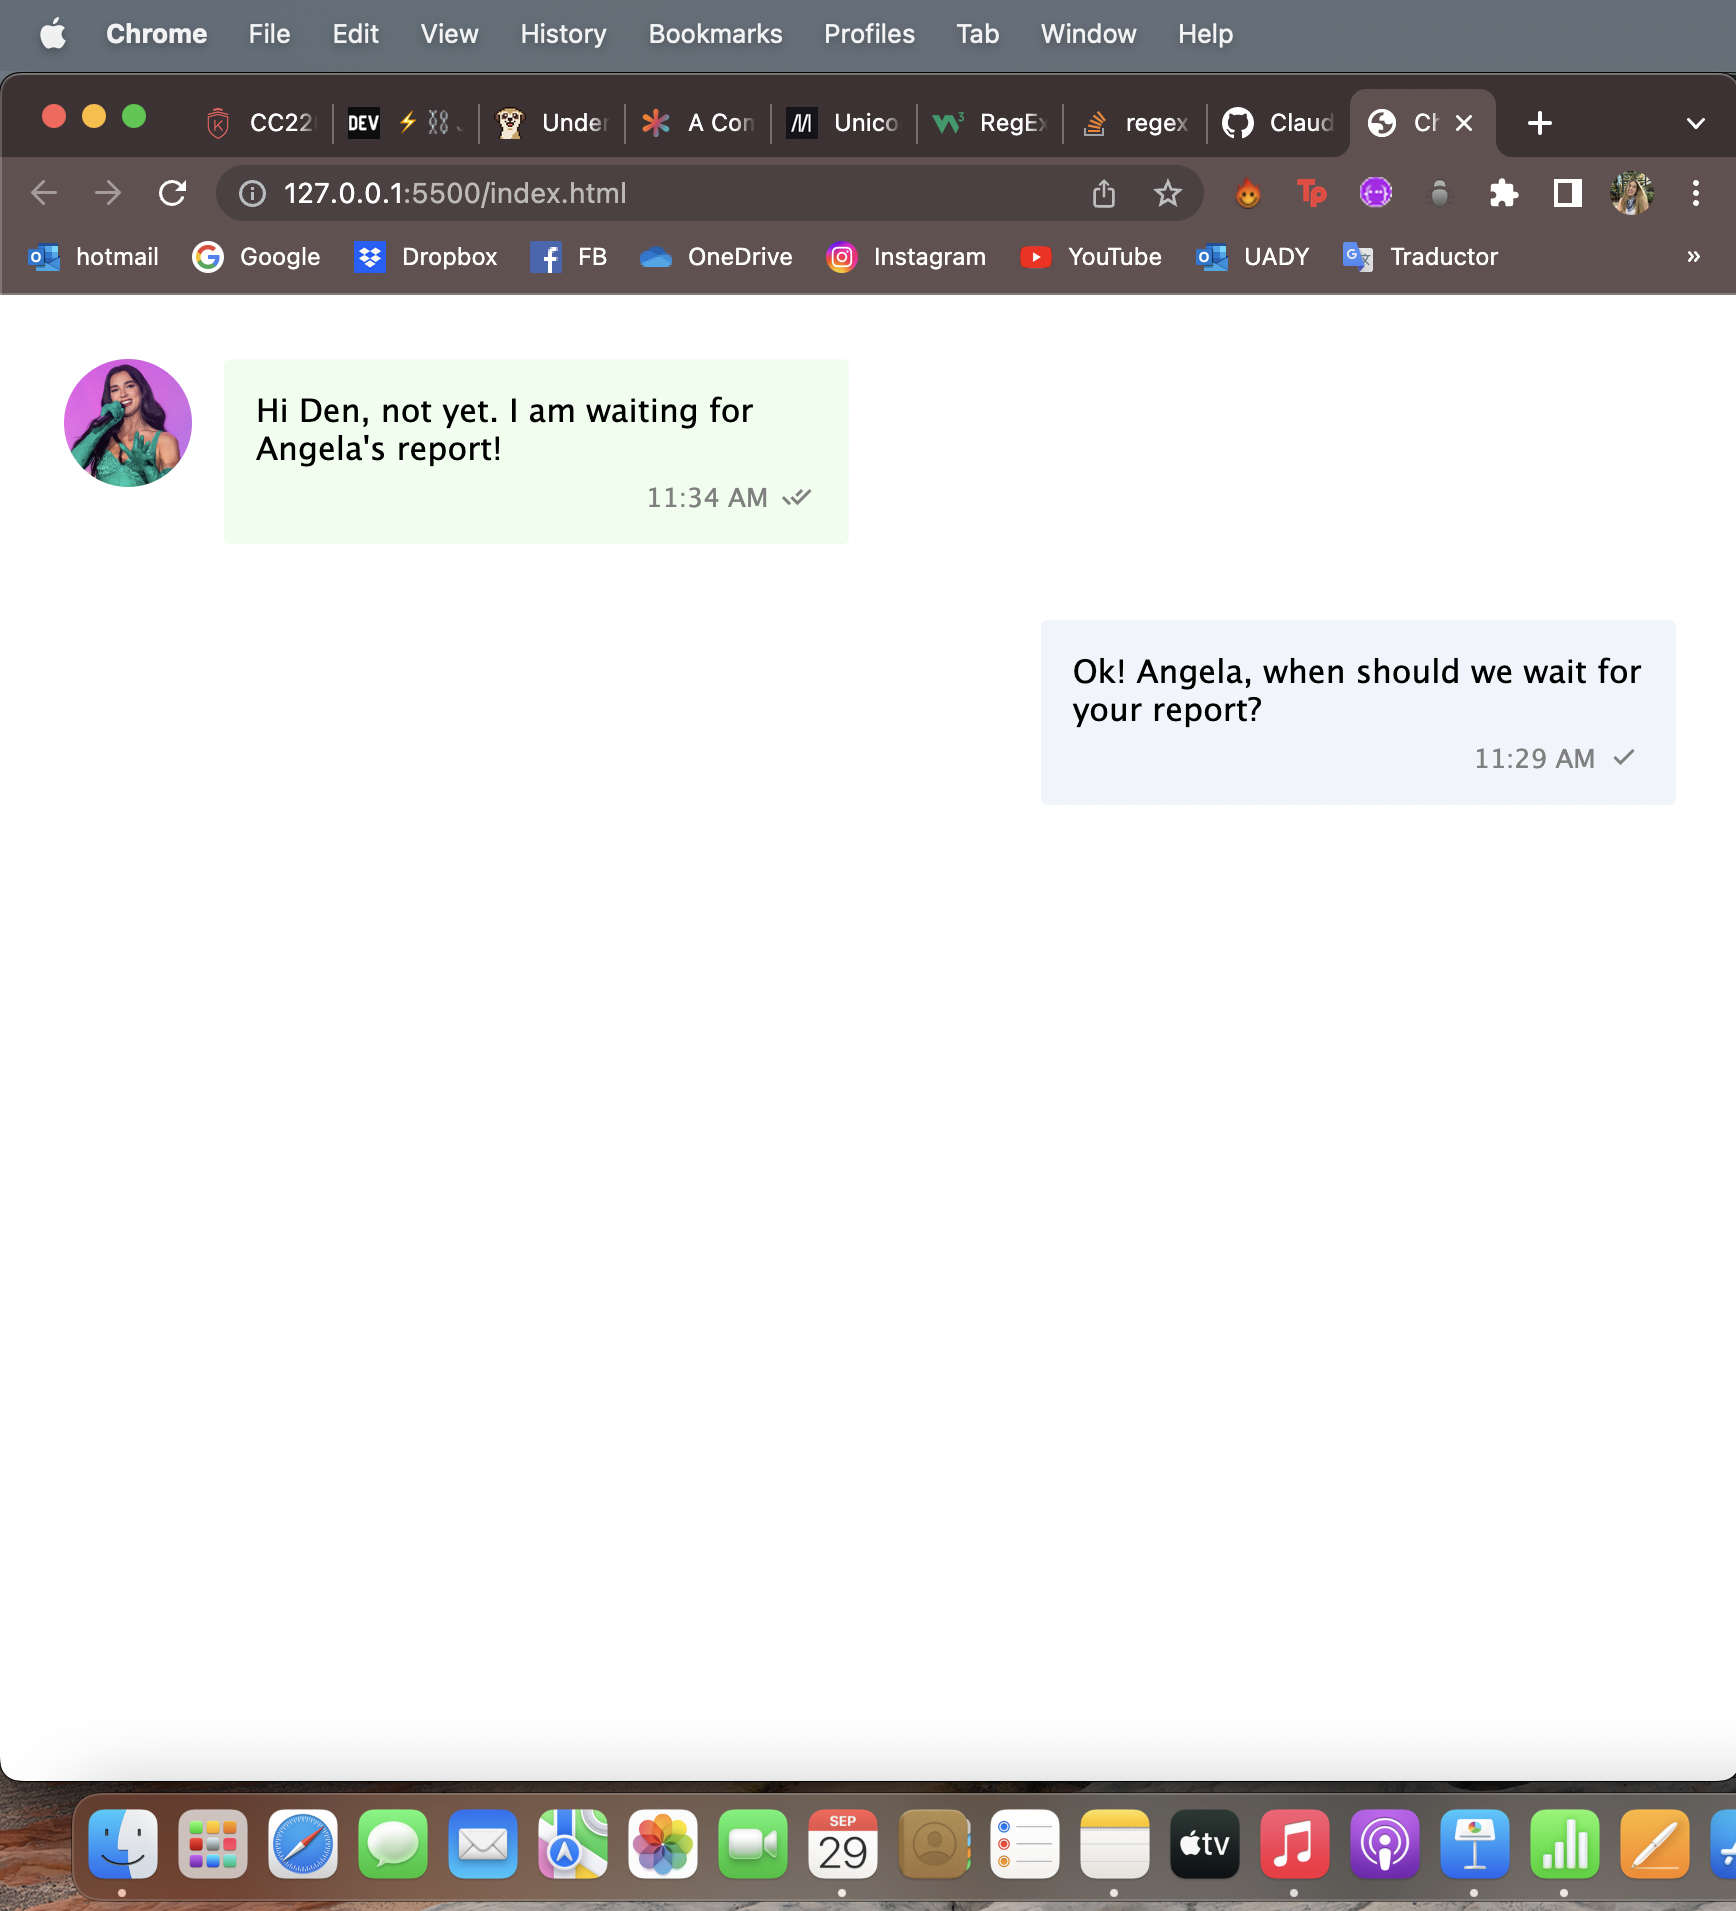 Chrome File Edit View History Bookmarks Profiles Tab Window Help
CC22 DEV Under A Con Unico RegEx regex Claud Ch
127.0.0.1:5500/index.html
Tp
hotmail Google Dropbox FB OneDrive Instagram YouTube UADY Traductor »
Hi Den, not yet. I am waiting for
Angela's report!
11:34 AM
Ok! Angela, when should we wait for
your report?
11:29 AM
SEP
29
tv